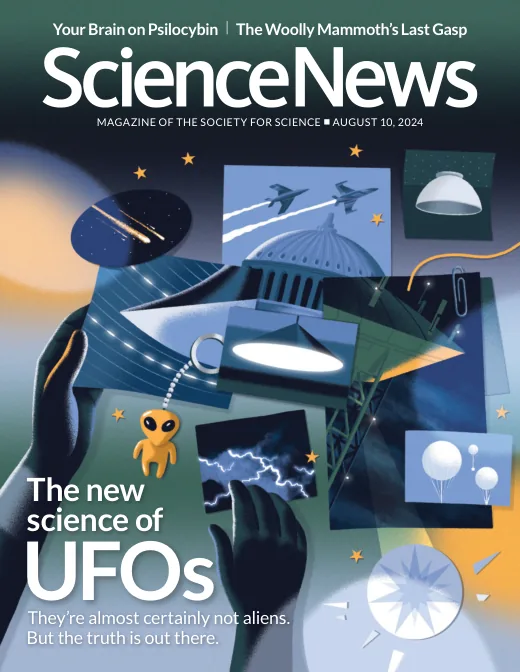 Your Brain on Psilocybin | The Woolly Mammoth's Last Gasp
ScienceNews
MAGAZINE OF THE SOCIETY FOR SCIENCE ■ AUGUST 10, 2024
The new
science of
UFOs
They're almost certainly not aliens.
But the truth is out there.